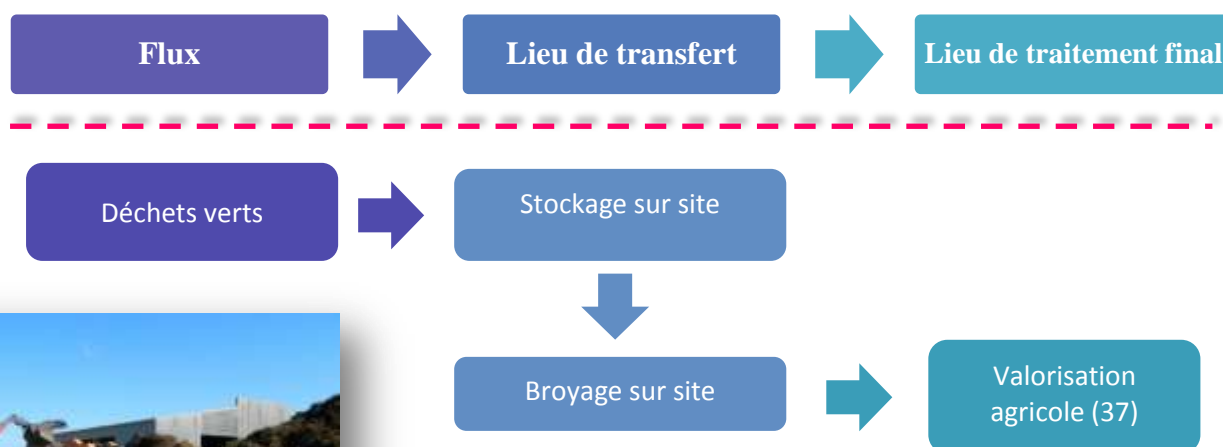 Flux
Lieu de transfert
Lieu de traitement final
Déchets verts
Stockage sur site
Broyage sur site
Valorisation
agricole (37)